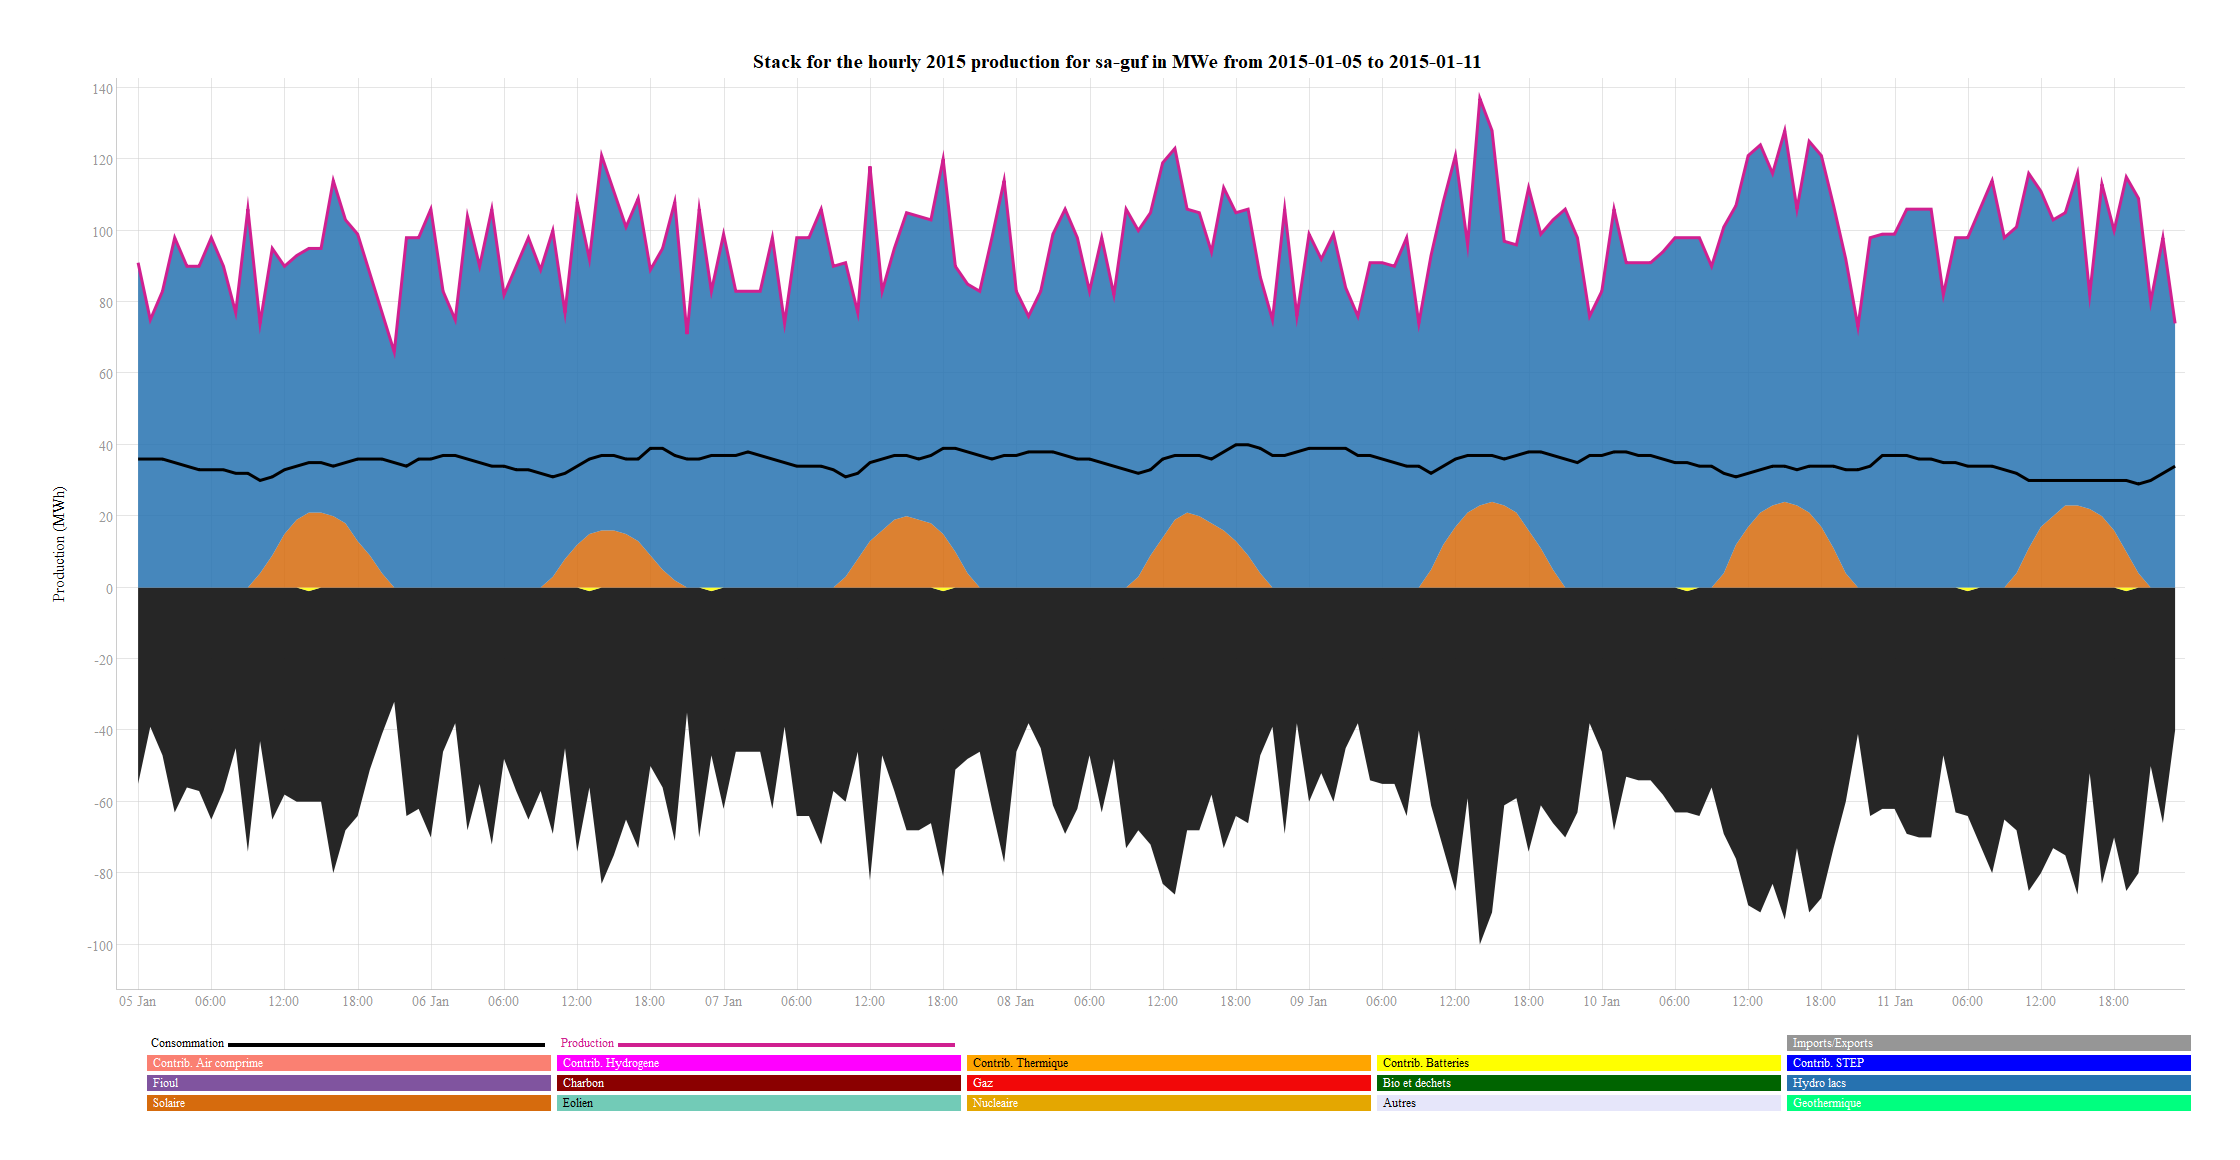 Stack for the hourly 2015 production for sa-guf in MWe from 2015-01-05 to 2015-01-11
Production (MWh)
140
120
100
80
60
40
20
0
-20
-40
-60
-80
-100
05 Jan 06:00 12:00 18:00 06 Jan 06:00 12:00 18:00 07 Jan 06:00 12:00 18:00 08 Jan 06:00 12:00 18:00 09 Jan 06:00 12:00 18:00 10 Jan 06:00 12:00 18:00 11 Jan 06:00 12:00 18:00
Consommation Production Imports/Exports
Contrib. Air comprime Contrib. Hydrogene Contrib. Thermique Contrib. Batteries Contrib. STEP
Fioul Charbon Gaz Bio et dechets Hydro lacs
Solaire Eolien Nucleaire Autres Geothermique